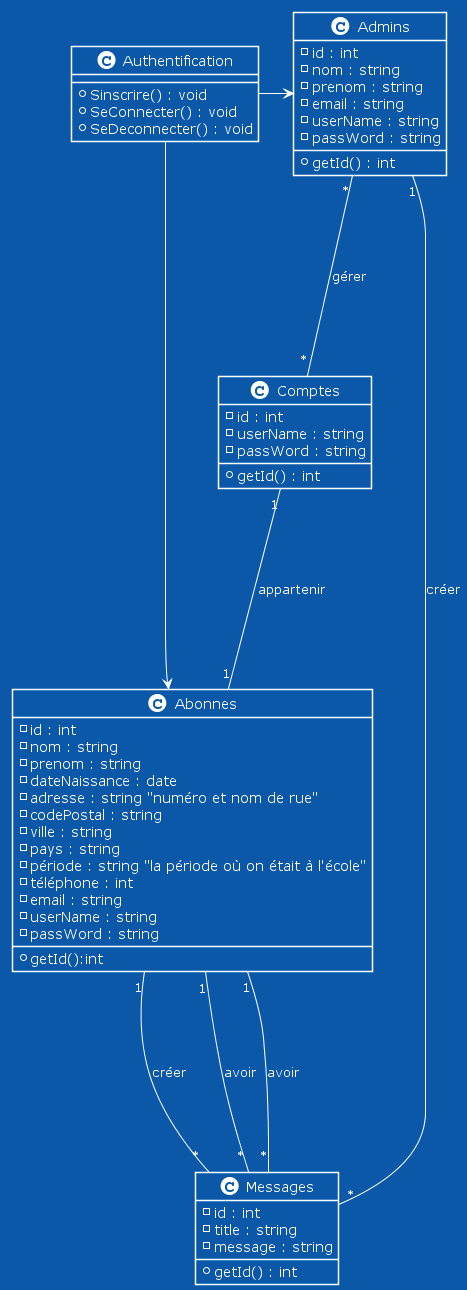 C Admins
id : int
nom : string
prenom : string
email : string
userName : string
passWord : string
getId() : int
C Authentification
Sinscrire() : void
SeConnecter() : void
SeDeconnecter() : void
* 1
gérer
*
C Comptes
id : int
userName : string
passWord : string
getId() : int
1
appartenir
créer
1
C Abonnes
id : int
nom : string
prenom : string
dateNaissance : date
adresse : string "numéro et nom de rue"
codePostal : string
ville : string
pays : string
période : string "la période où on était à l'école"
téléphone : int
email : string
userName : string
passWord : string
getId():int
1 1 1
créer avoir avoir
* * *
*
C Messages
id : int
title : string
message : string
getId() : int